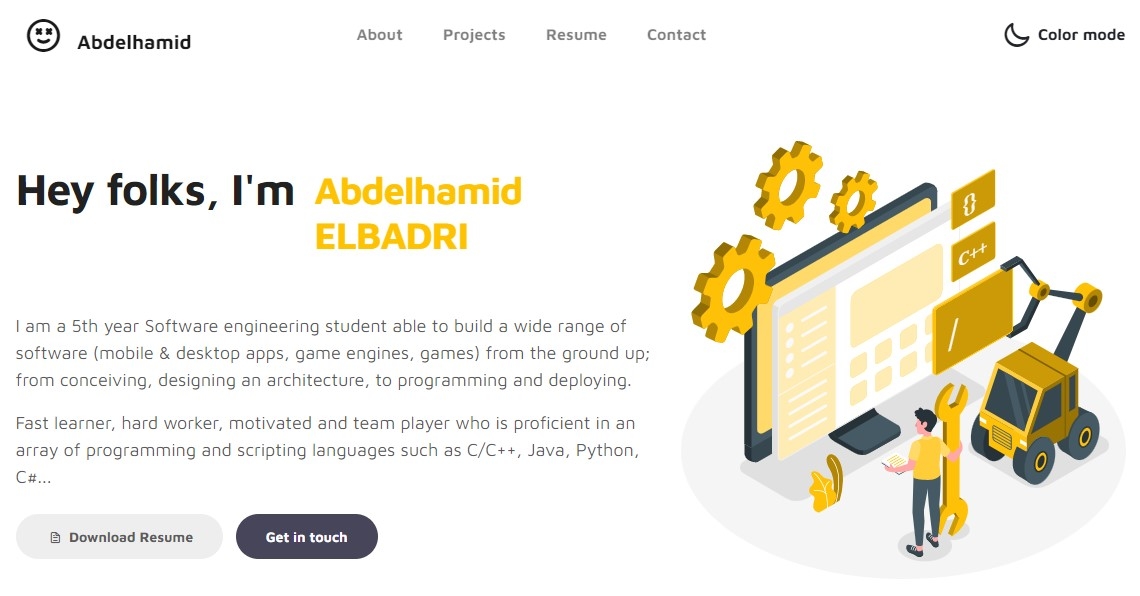 Abdelhamid
About
Projects
Resume
Contact
Color mode
Hey folks, I'm
Abdelhamid
ELBADRI
I am a 5th year Software engineering student able to build a wide range of
software (mobile & desktop apps, game engines, games) from the ground up;
from conceiving, designing an architecture, to programming and deploying.
Fast learner, hard worker, motivated and team player who is proficient in an
array of programming and scripting languages such as C/C++, Java, Python,
C#...
Download Resume
Get in touch
{}
C++
/